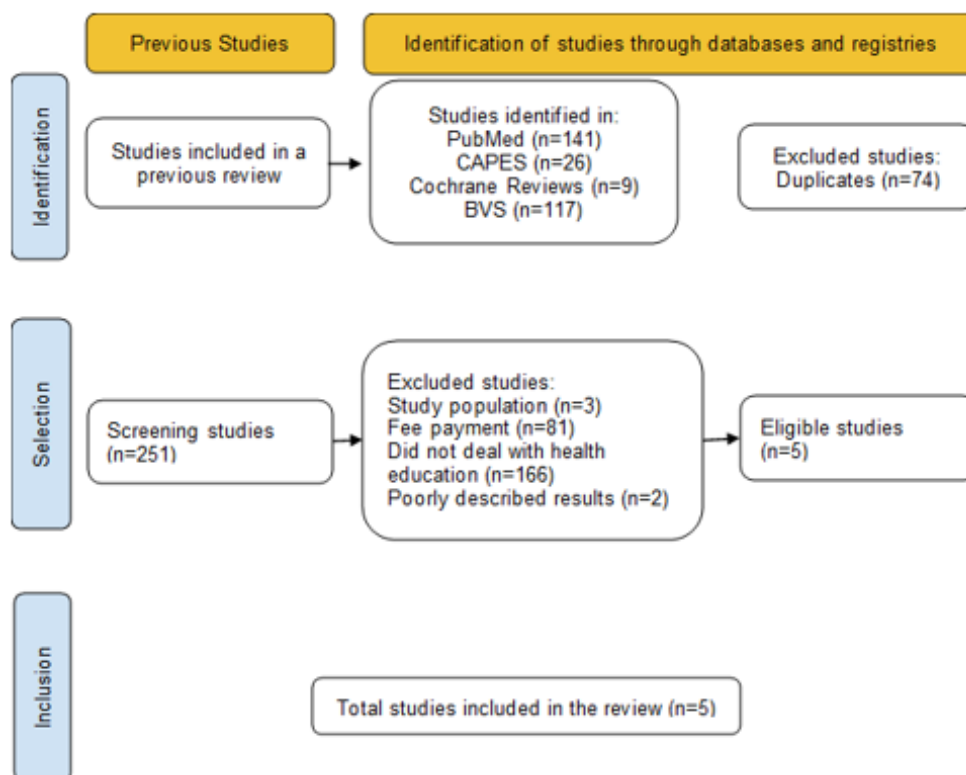 Previous Studies
Identification of studies through databases and registries
Identification
Studies included in a
previous review
Studies identified in:
PubMed (n=141)
CAPES (n=26)
Cochrane Reviews (n=9)
BVS (n=117)
Excluded studies:
Duplicates (n=74)
Selection
Screening studies
(n=251)
Excluded studies:
Study population (n=3)
Fee payment (n=81)
Did not deal with health
education (n=166)
Poorly described results (n=2)
Eligible studies
(n=5)
Inclusion
Total studies included in the review (n=5)